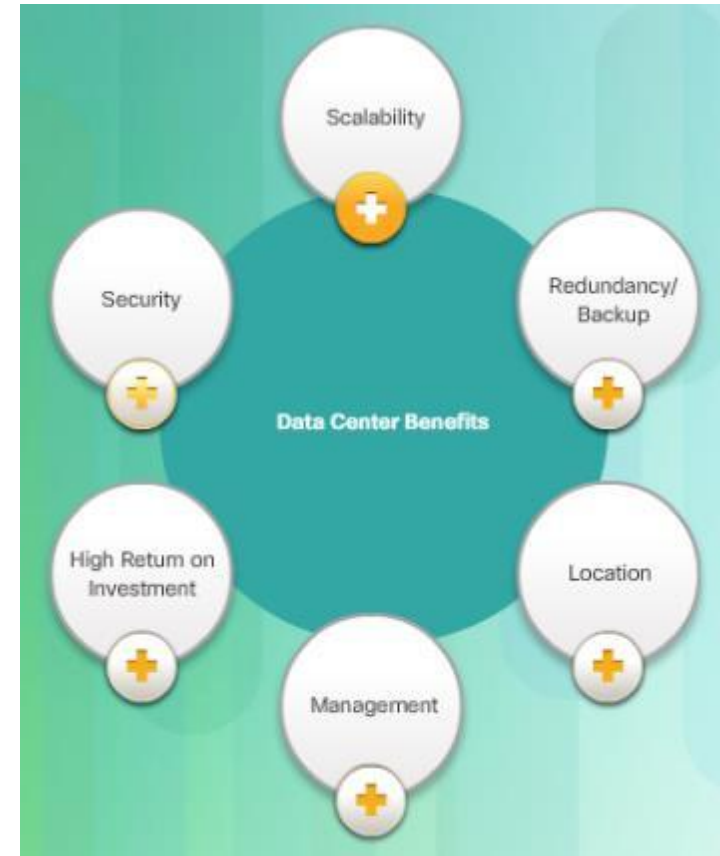 Scalability
Security
Redundancy/
Backup
Data Center Benefits
High Return on
Investment
Location
Management